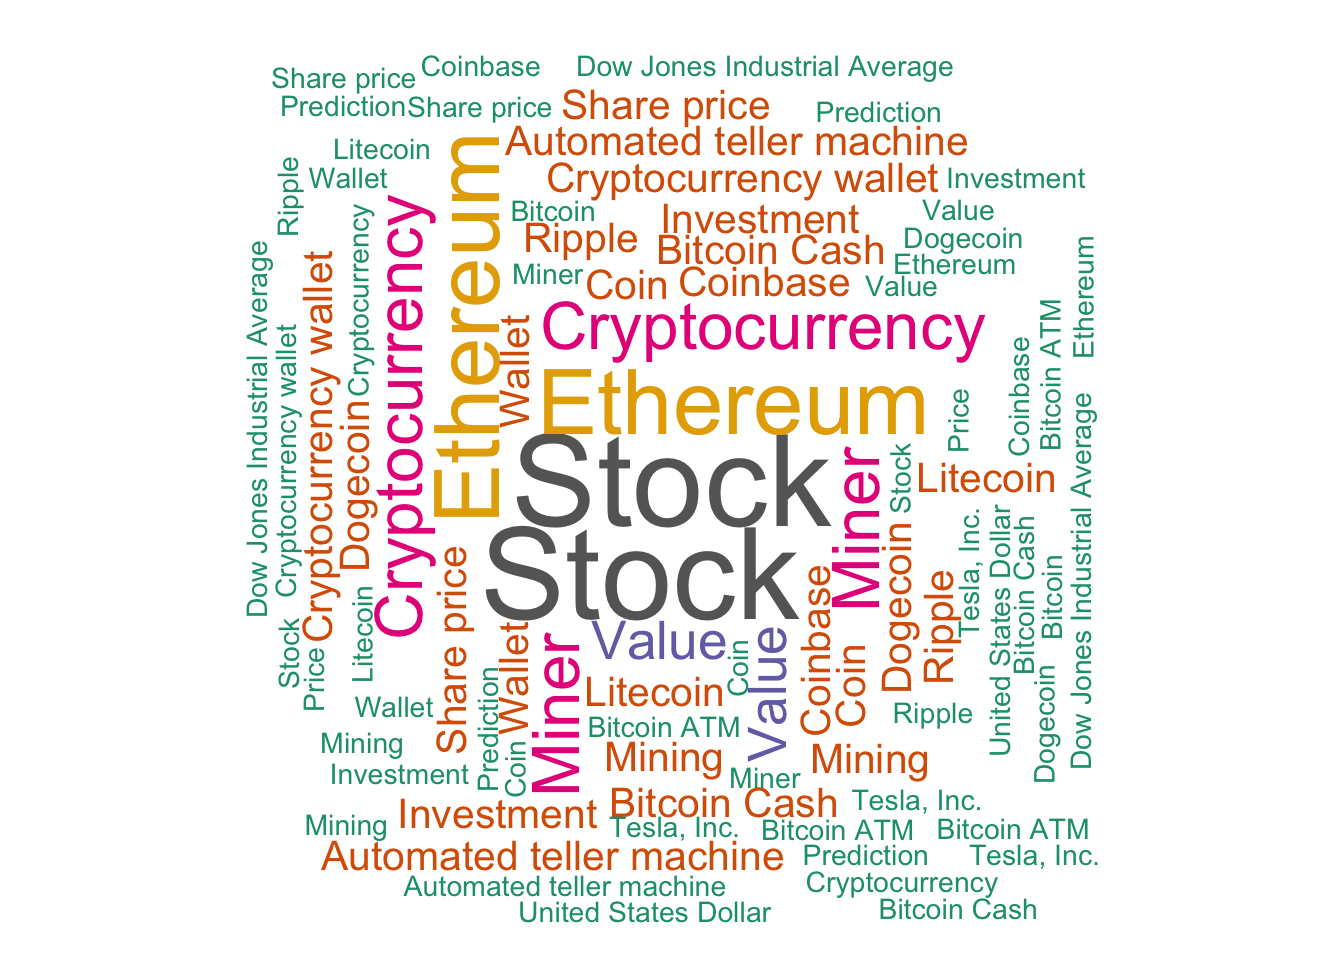 Coinbase
Dow Jones Industrial Average
Share price
Prediction
Share price
Share price
Prediction
Automated teller machine
Litecoin
Ripple
Wallet
Ethereum
Cryptocurrency wallet
Investment
Cryptocurrency
Cryptocurrency
Bitcoin
Investment
Value
Ripple
Bitcoin Cash
Dogecoin
Dow Jones Industrial Average
Cryptocurrency wallet
Miner
Coin
Coinbase
Ethereum
Value
Ethereum
Cryptocurrency wallet
Wallet
Cryptocurrency
Bitcoin ATM
Coinbase
Ethereum
Price
Dogecoin
Stock
Miner
Stock
Litecoin
Dow Jones Industrial Average
Stock
Tesla, Inc.
United States Dollar
Bitcoin Cash
Bitcoin
Dogecoin
Ripple
Share price
Coinbase
Litecoin
Stock
Price
Wallet
Miner
Value
Value
Coin
Coin
Litecoin
Prediction
Wallet
Bitcoin ATM
Ripple
Dogecoin
Mining
Mining
Mining
Coin
Investment
Miner
Investment
Bitcoin Cash
Tesla, Inc.
Mining
Tesla, Inc.
Bitcoin ATM
Bitcoin ATM
Automated teller machine
Prediction
Tesla, Inc.
Automated teller machine
Cryptocurrency
United States Dollar
Bitcoin Cash